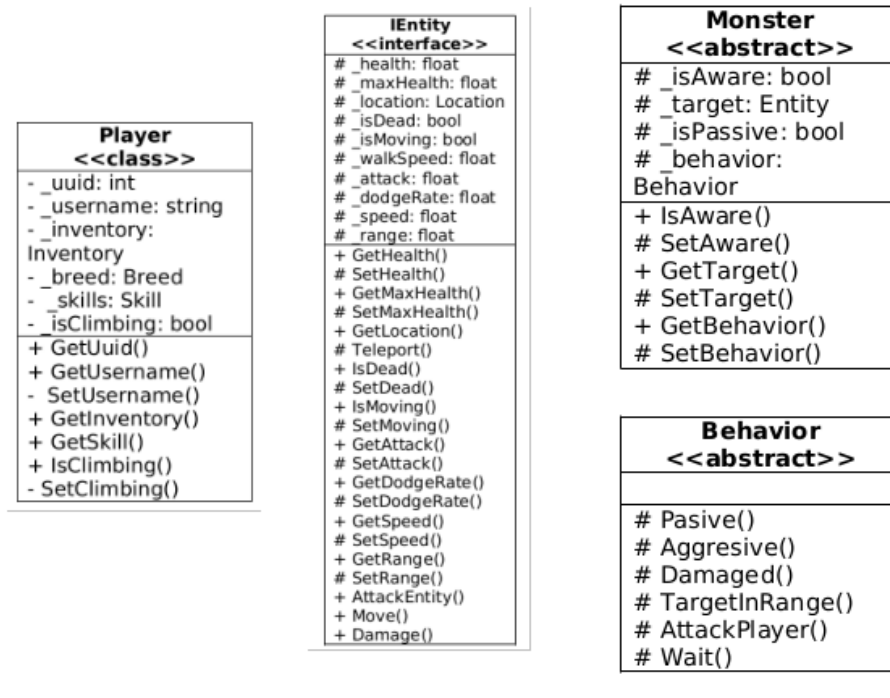 Player
<<class>>
- _uuid: int
- _username: string
- _inventory:
Inventory
- _breed: Breed
-  _skills: Skill
- _isClimbing: bool
+ GetUuid()
+ GetUsername()
-  SetUsername()
+ GetInventory()
+ GetSkill()
+ IsClimbing()
- SetClimbing()
IEntity
<<interface>>
# _health: float
# _maxHealth: float
# _location: Location
# _isDead: bool
# _isMoving: bool
# _walkSpeed: float
# _attack: float
# _dodgeRate: float
# _speed: float
# _range: float
+ GetHealth()
# SetHealth()
+ GetMaxHealth()
# SetMaxHealth()
+ GetLocation()
# Teleport()
+ IsDead()
# SetDead()
+ IsMoving()
# SetMoving()
+ GetAttack()
# SetAttack()
+ GetDodgeRate()
# SetDodgeRate()
+ GetSpeed()
# SetSpeed()
+ GetRange()
# SetRange()
+ AttackEntity()
+ Move()
+ Damage()
Monster
<<abstract>>
# _isAware: bool
# _target: Entity
# _isPassive: bool
# _behavior:
Behavior
+ IsAware()
# SetAware()
+ GetTarget()
# SetTarget()
+ GetBehavior()
# SetBehavior()
Behavior
<<abstract>>
# Pasive()
# Aggresive()
# Damaged()
# TargetInRange()
# AttackPlayer()
# Wait()